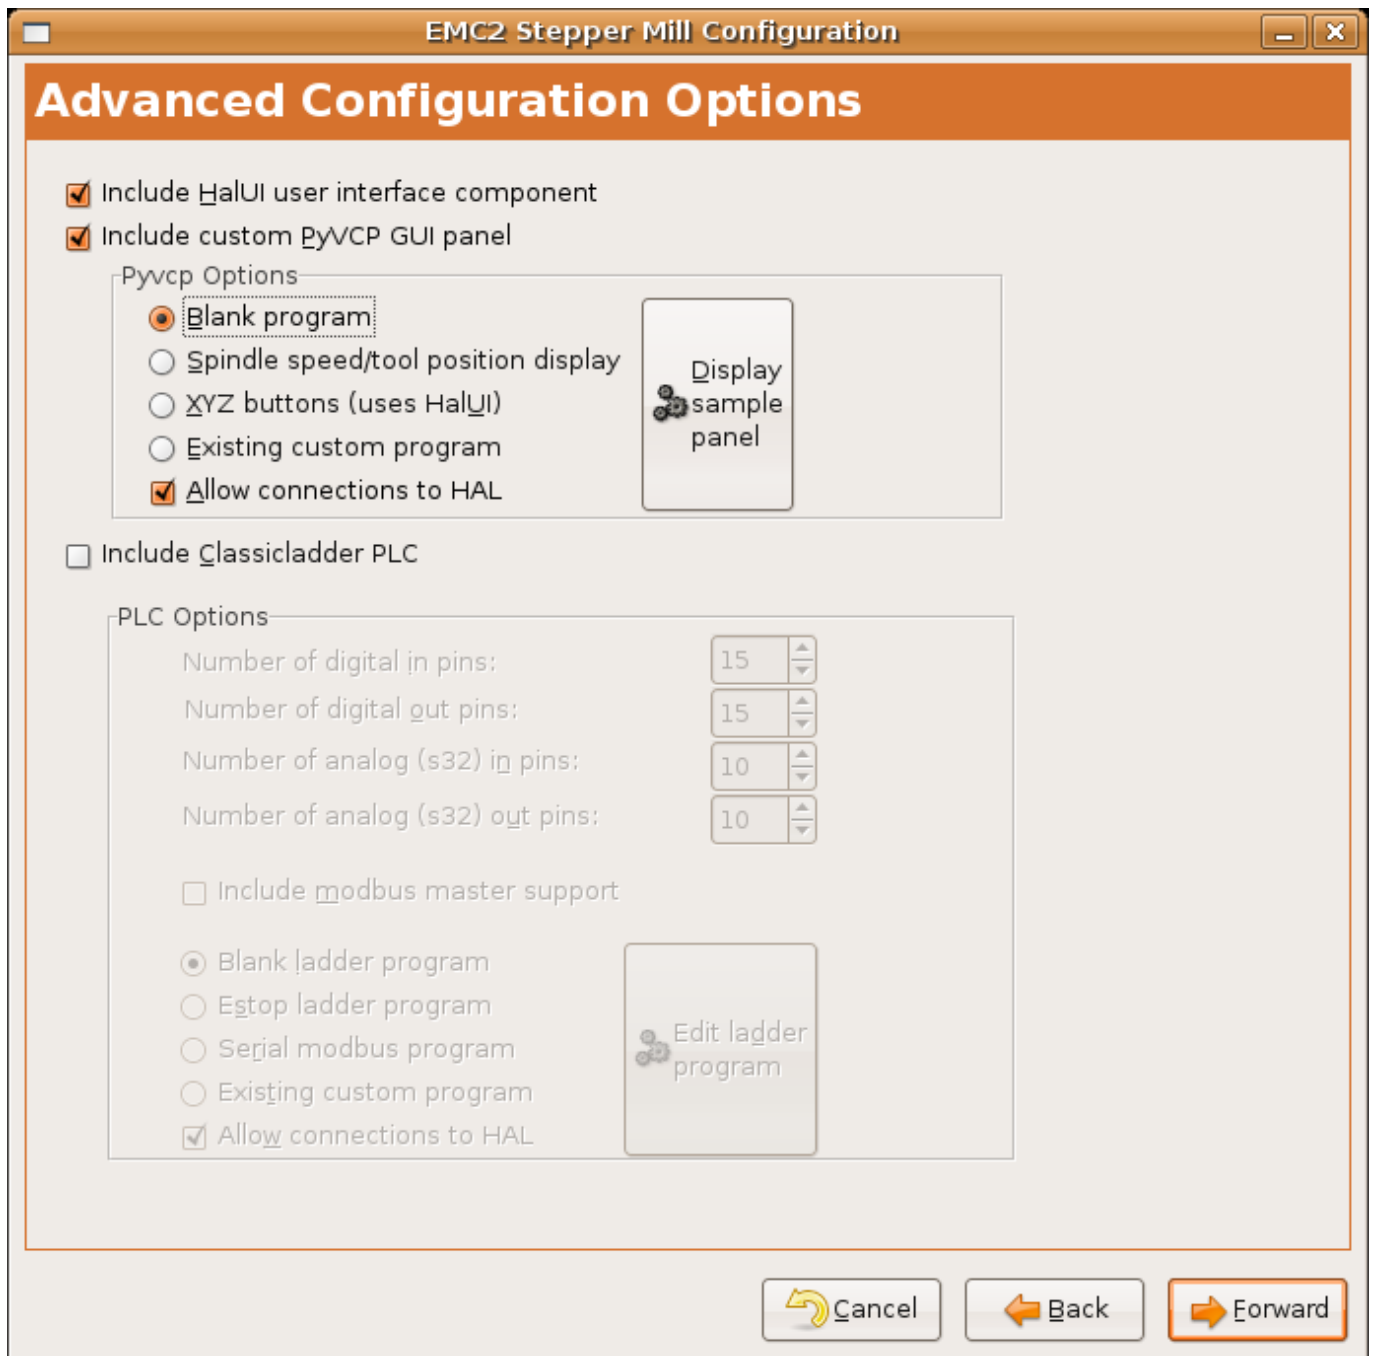 EMC2 Stepper Mill Configuration
Advanced Configuration Options
Include HalUI user interface component
Include custom PyVCP GUI panel
Pyvcp Options
Blank program
Spindle speed/tool position display
XYZ buttons (uses HalUI)
Existing custom program
Allow connections to HAL
Display
sample
panel
Include Classicladder PLC
PLC Options
Number of digital in pins: 15
Number of digital out pins: 15
Number of analog (s32) in pins: 10
Number of analog (s32) out pins: 10
Include modbus master support
Blank ladder program
Estop ladder program
Serial modbus program
Existing custom program
Allow connections to HAL
Edit ladder
program
Cancel Back Forward